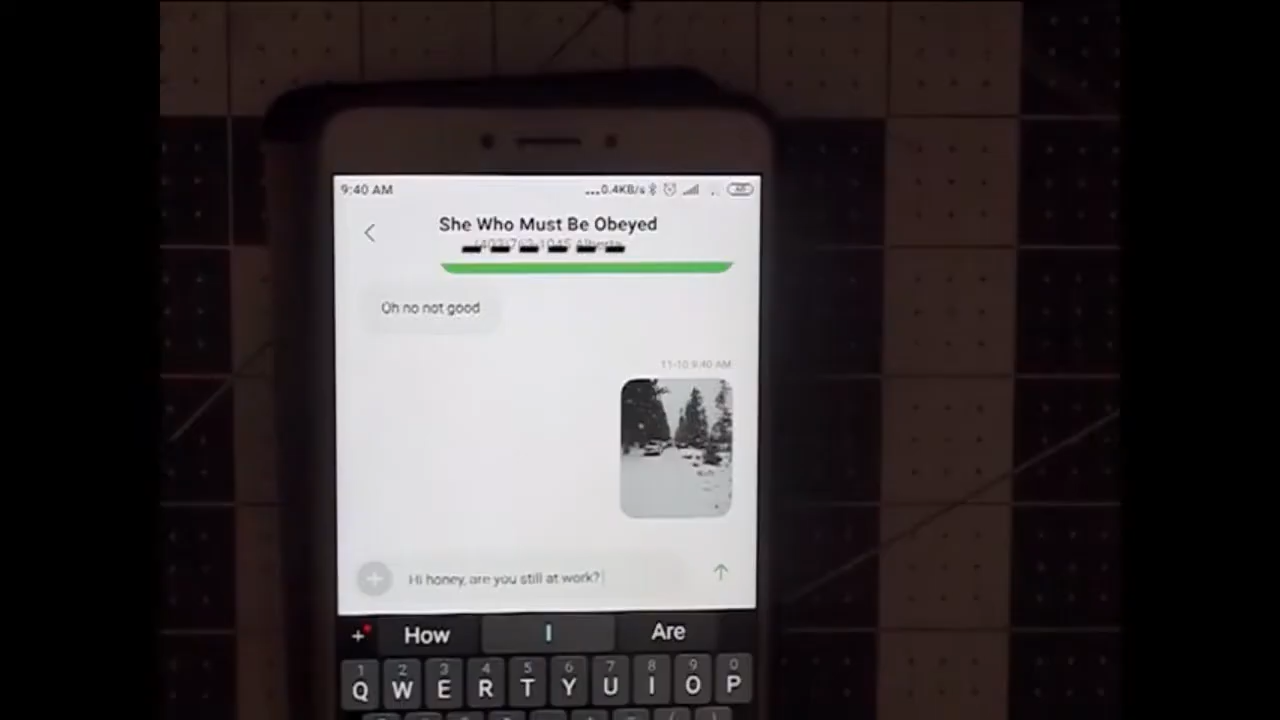 9:40 AM
...0.4KB/s
She Who Must Be Obeyed
Alberta
Oh no not good
11-10 9:40 AM
Hi honey, are you still at work?
+ How I Are
1 2 3 4 5 6 7 8 9 0
Q W E R T Y U I O P